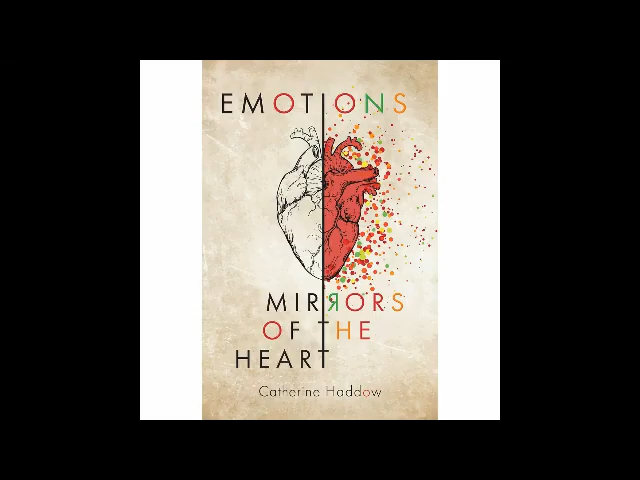 EMOTIONS
MIRRORS
OF THE
HEART
Catherine Haddow